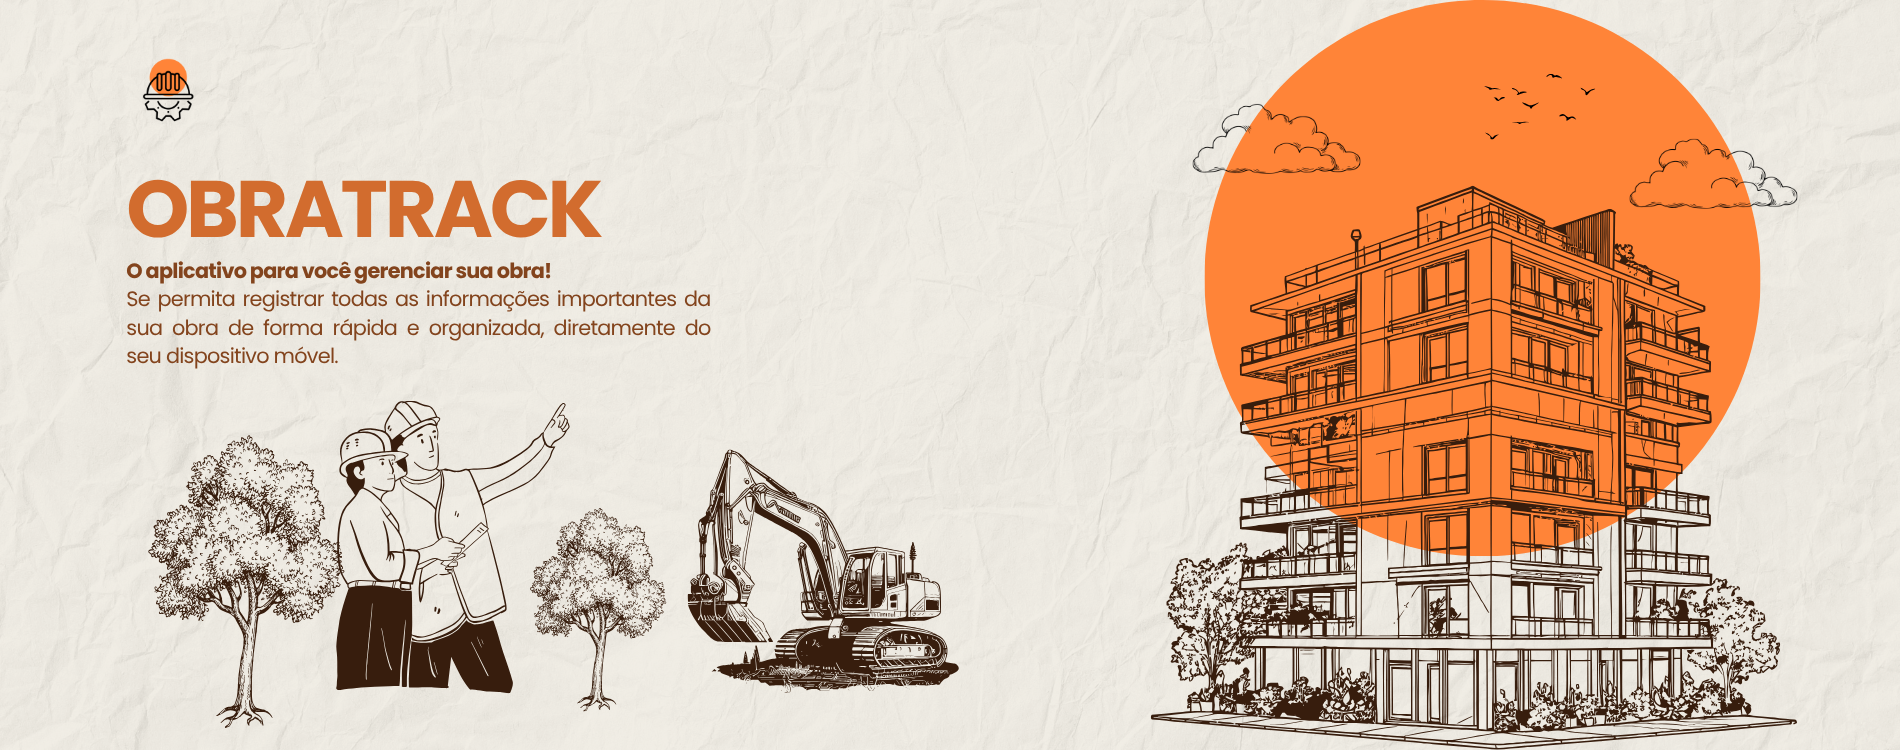 OBRATRACK
O aplicativo para você gerenciar sua obra!
Se permita registrar todas as informações importantes da
sua obra de forma rápida e organizada, diretamente do
seu dispositivo móvel.